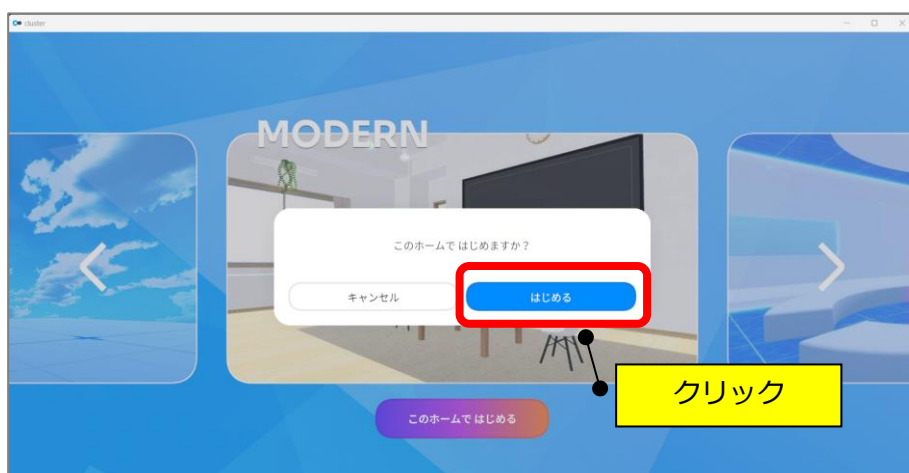 cluster
MODERN
このホームで はじめますか？
キャンセル
はじめる
クリック
このホームで はじめる